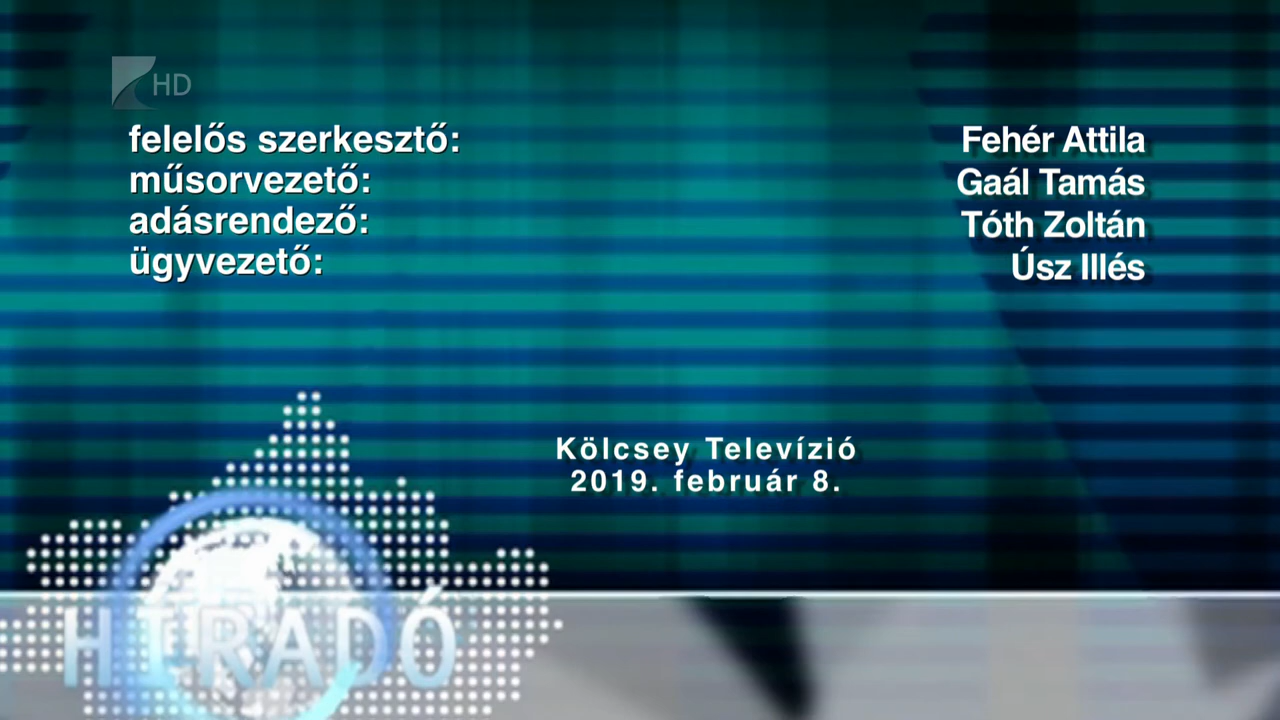 HD
felelős szerkesztő: Fehér Attila
műsorvezető: Gaál Tamás
adásrendező: Tóth Zoltán
ügyvezető: Úsz Illés
Kölcsey Televízió
2019. február 8.
HÍRADÓ